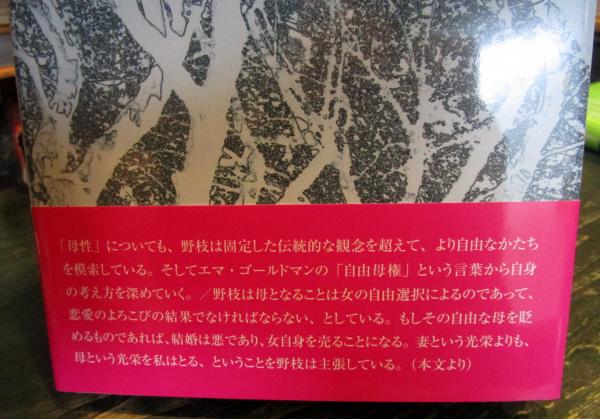 「母性」についても、野枝は固定した伝統的な観念を超えて、より自由なかたち
を模索している。そしてエマ・ゴールドマンの「自由母権」という言葉から自身
の考え方を深めていく。／野枝は母となることは女の自由選択によるのであって、
恋愛のよろこびの結果でなければならない、としている。もしその自由な母を貶
めるものであれば、結婚は悪であり、女自身を売ることになる。妻という光栄よりも、
母という光栄を私はとる、ということを野枝は主張している。（本文より）